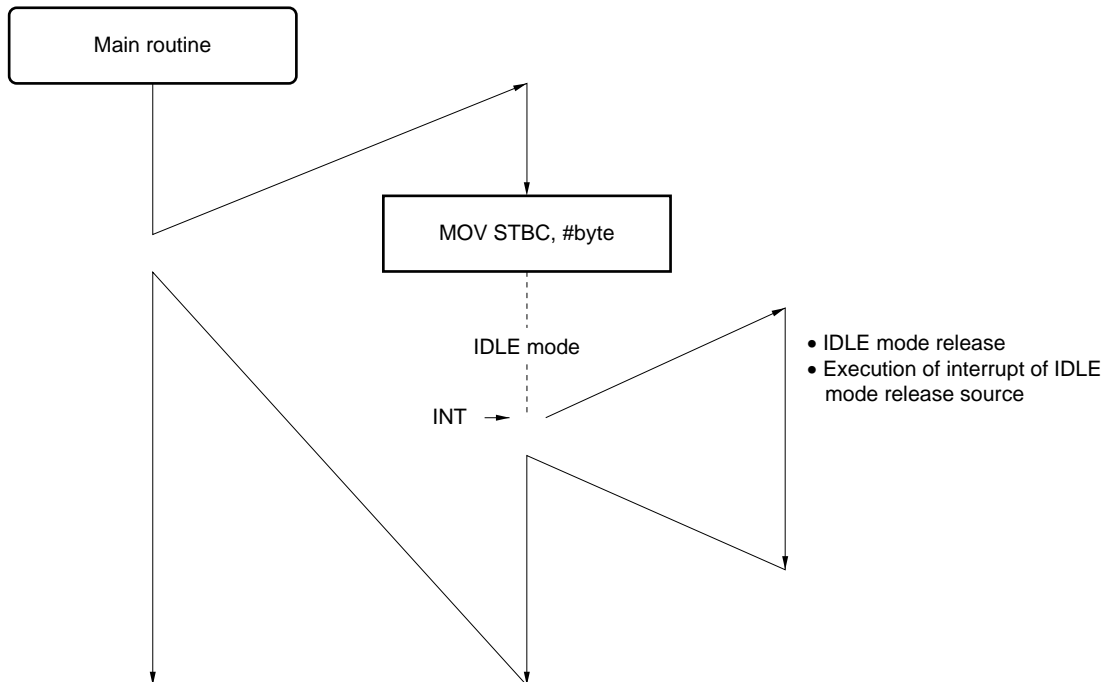 Main routine
MOV STBC, #byte
IDLE mode
• IDLE mode release
• Execution of interrupt of IDLE
mode release source
INT